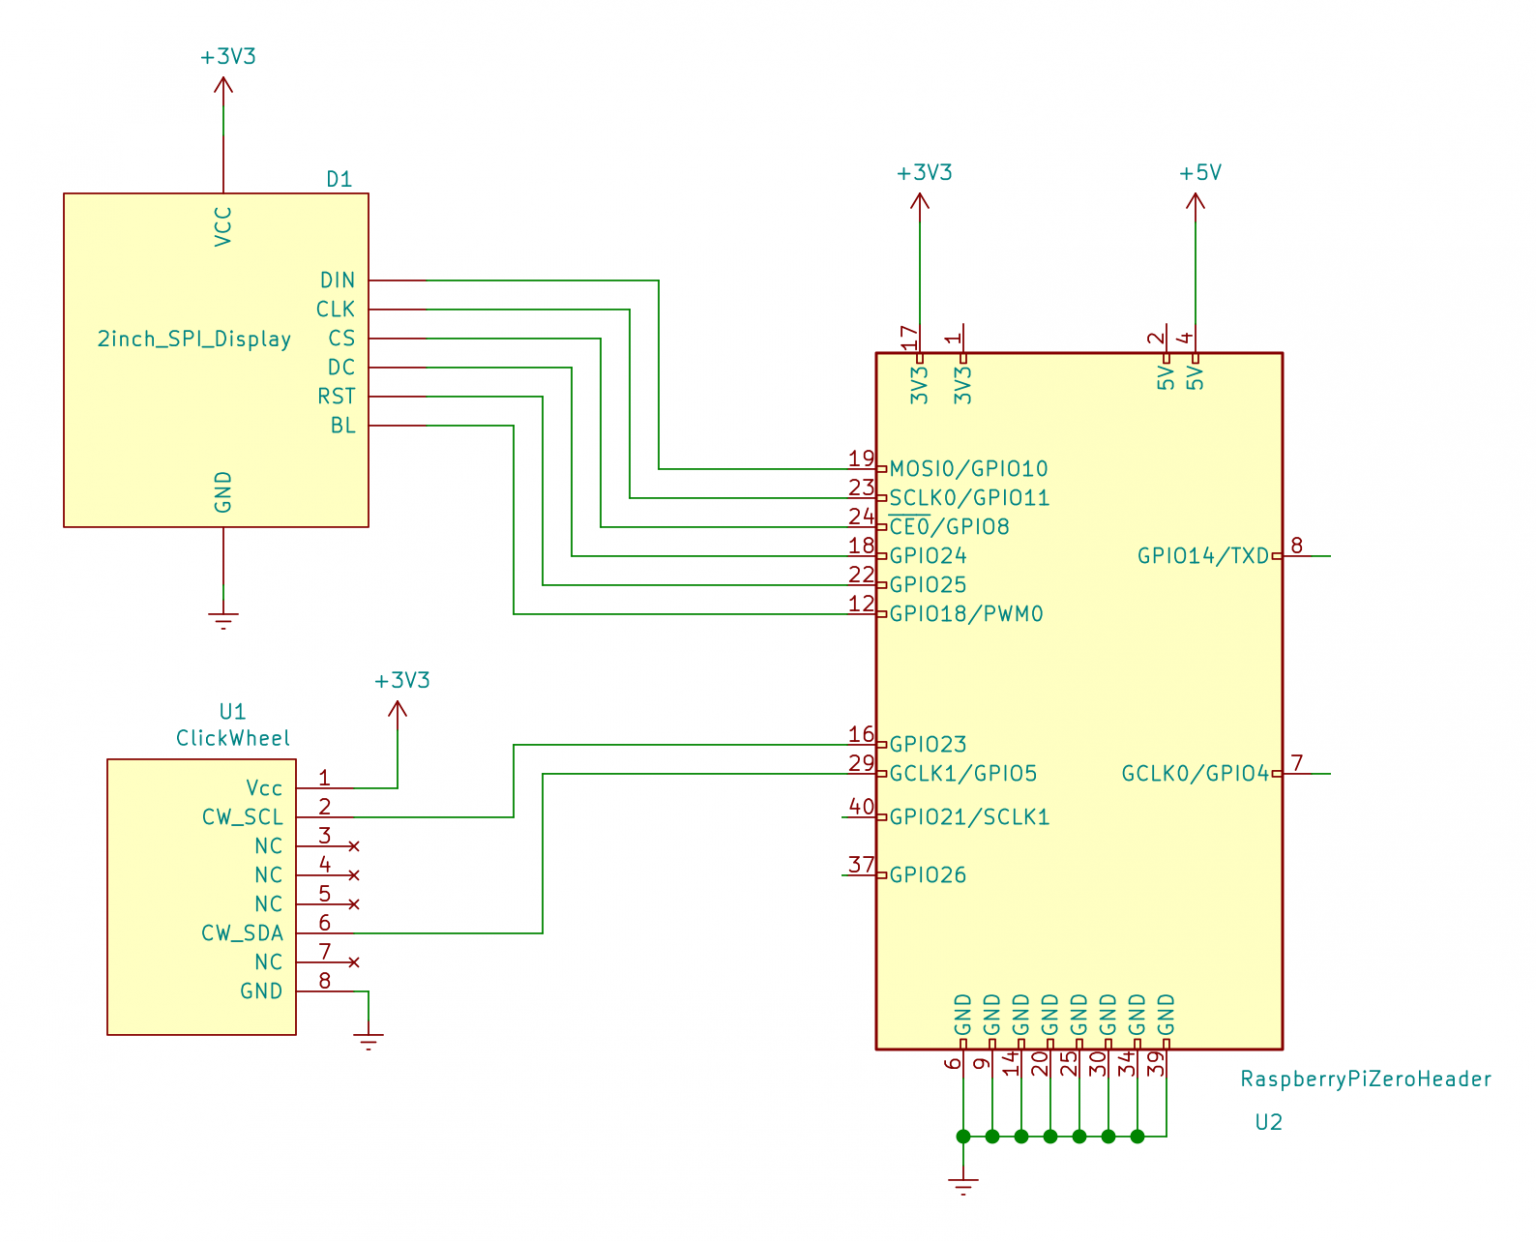 +3V3
D1
VCC
DIN
CLK
2inch_SPI_Display
CS
DC
RST
BL
GND
+3V3
+5V
17
1
2
4
3V3
3V3
5V
5V
19
MOSI0/GPIO10
23
SCLK0/GPIO11
24
CE0/GPIO8
18
GPIO24
22
GPIO25
12
GPIO18/PWM0
GPIO14/TXD
8
+3V3
U1
ClickWheel
Vcc
1
CW_SCL
2
NC
3
NC
4
NC
5
CW_SDA
6
NC
7
GND
8
16
GPIO23
29
GCLK1/GPIO5
40
GPIO21/SCLK1
37
GPIO26
GCLK0/GPIO4
7
GND
GND
GND
GND
GND
GND
GND
GND
6
9
14
20
25
30
34
39
RaspberryPiZeroHeader
U2